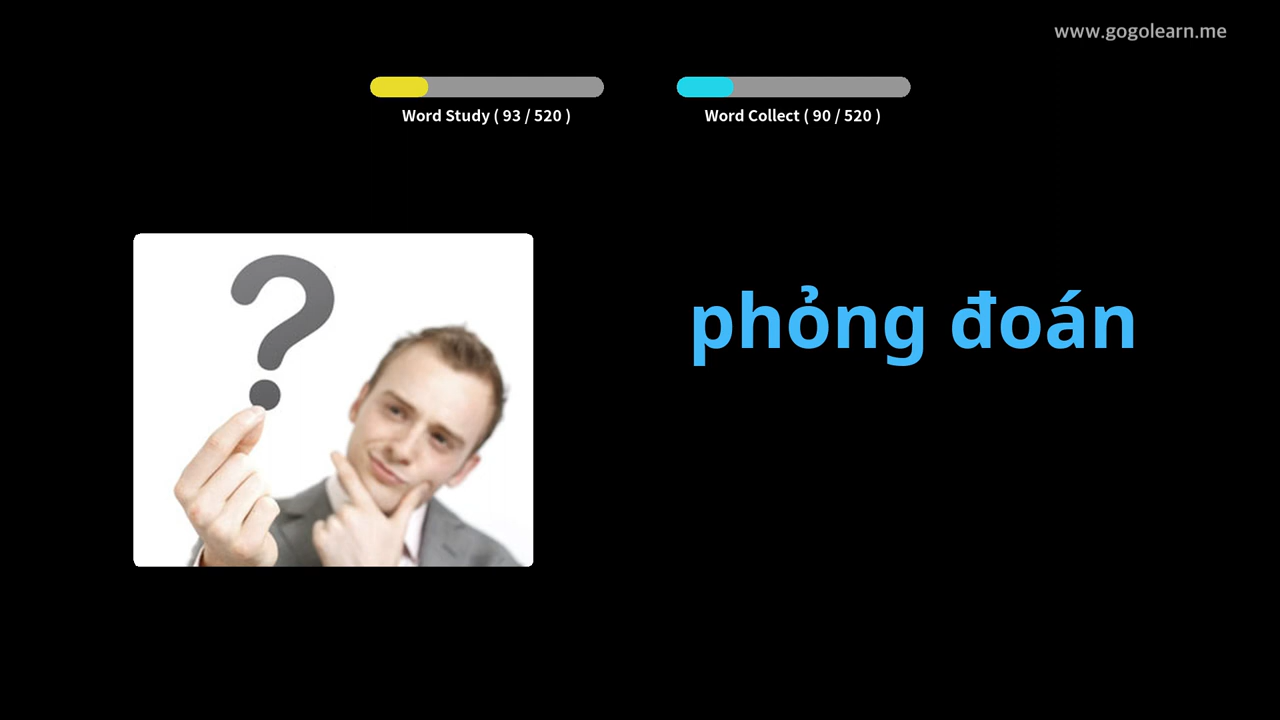 www.gogolearn.me
Word Study ( 93 / 520 )
Word Collect ( 90 / 520 )
?
phỏng đoán